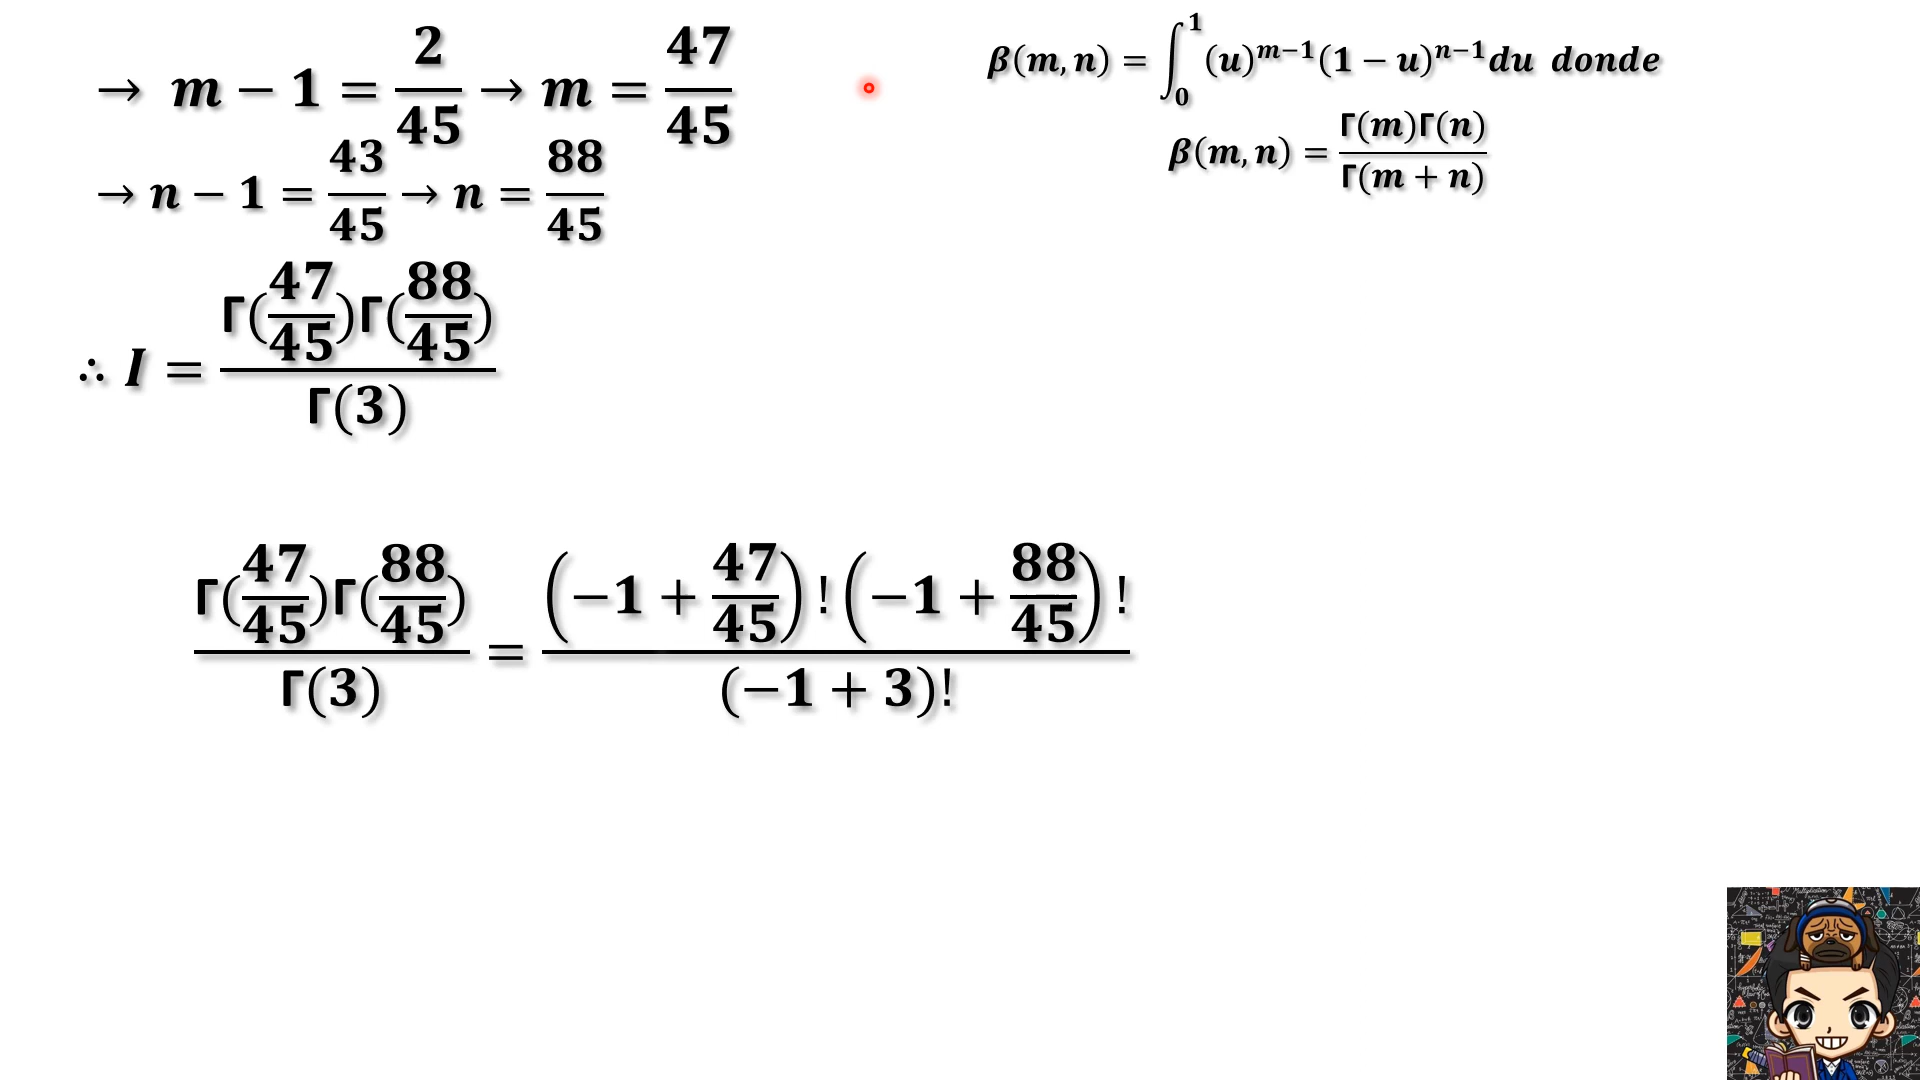 → m − 1 = 2/45 → m = 47/45
β(m, n) = ∫₀¹ (u)^{m−1}(1 − u)^{n−1}du donde
β(m, n) = Γ(m)Γ(n)/Γ(m + n)
→ n − 1 = 43/45 → n = 88/45
∴ I = Γ(47/45)Γ(88/45)/Γ(3)
Γ(47/45)Γ(88/45)/Γ(3) = (−1 + 47/45)! (−1 + 88/45)!/(−1 + 3)!